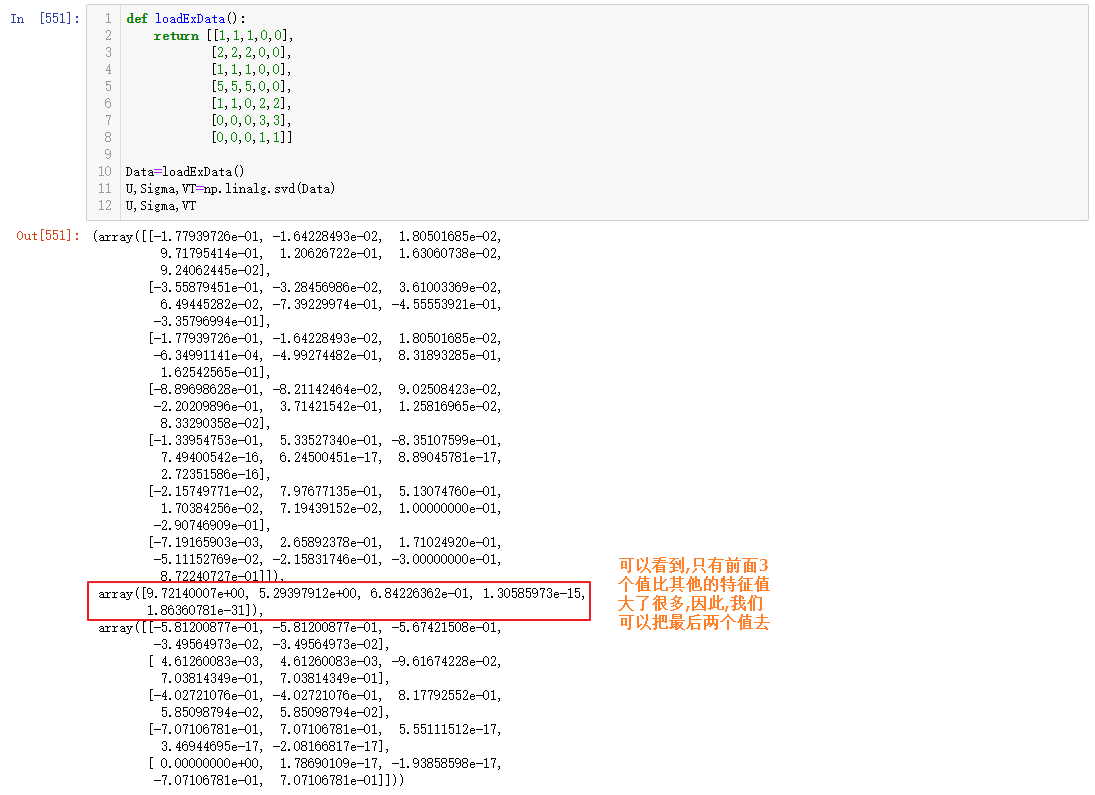 In [551]:
1 def loadExData():
2 return [[1,1,1,0,0],
3 [2,2,2,0,0],
4 [1,1,1,0,0],
5 [5,5,5,0,0],
6 [1,1,0,2,2],
7 [0,0,0,3,3],
8 [0,0,0,1,1]]
9
10 Data=loadExData()
11 U,Sigma,VT=np.linalg.svd(Data)
12 U,Sigma,VT
Out[551]: (array([[-1.77939726e-01, -1.64228493e-02, 1.80501685e-02,
9.71795414e-01, 1.20626722e-01, 1.63060738e-02,
9.24062445e-02],
[-3.55879451e-01, -3.28456986e-02, 3.61003369e-02,
6.49445282e-02, -7.39229974e-01, -4.55553921e-01,
-3.35796994e-01],
[-1.77939726e-01, -1.64228493e-02, 1.80501685e-02,
-6.34991141e-04, -4.99274482e-01, 8.31893285e-01,
1.62542565e-01],
[-8.89698628e-01, -8.21142464e-02, 9.02508423e-02,
-2.20209896e-01, 3.71421542e-01, 1.25816965e-02,
8.33290358e-02],
[-1.33954753e-01, 5.33527340e-01, -8.35107599e-01,
7.49400542e-16, 6.24500451e-17, 8.89045781e-17,
2.72351586e-16],
[-2.15749771e-02, 7.97677135e-01, 5.13074760e-01,
1.70384256e-02, 7.19439152e-02, 1.00000000e-01,
-2.90746909e-01],
[-7.19165903e-03, 2.65892378e-01, 1.71024920e-01,
-5.11152769e-02, -2.15831746e-01, -3.00000000e-01,
8.72240727e-01]]),
array([9.72140007e+00, 5.29397912e+00, 6.84226362e-01, 1.30585973e-15,
1.86360781e-31]),
array([[-5.81200877e-01, -5.81200877e-01, -5.67421508e-01,
-3.49564973e-02, -3.49564973e-02],
[ 4.61260083e-03, 4.61260083e-03, -9.61674228e-02,
7.03814349e-01, 7.03814349e-01],
[-4.02721076e-01, -4.02721076e-01, 8.17792552e-01,
5.85098794e-02, 5.85098794e-02],
[-7.07106781e-01, 7.07106781e-01, 5.55111512e-17,
3.46944695e-17, -2.08166817e-17],
[ 0.00000000e+00, 1.78690109e-17, -1.93858598e-17,
-7.07106781e-01, 7.07106781e-01]]))
可以看到,只有前面3
个值比其他的特征值
大了很多,因此,我们
可以把最后两个值去